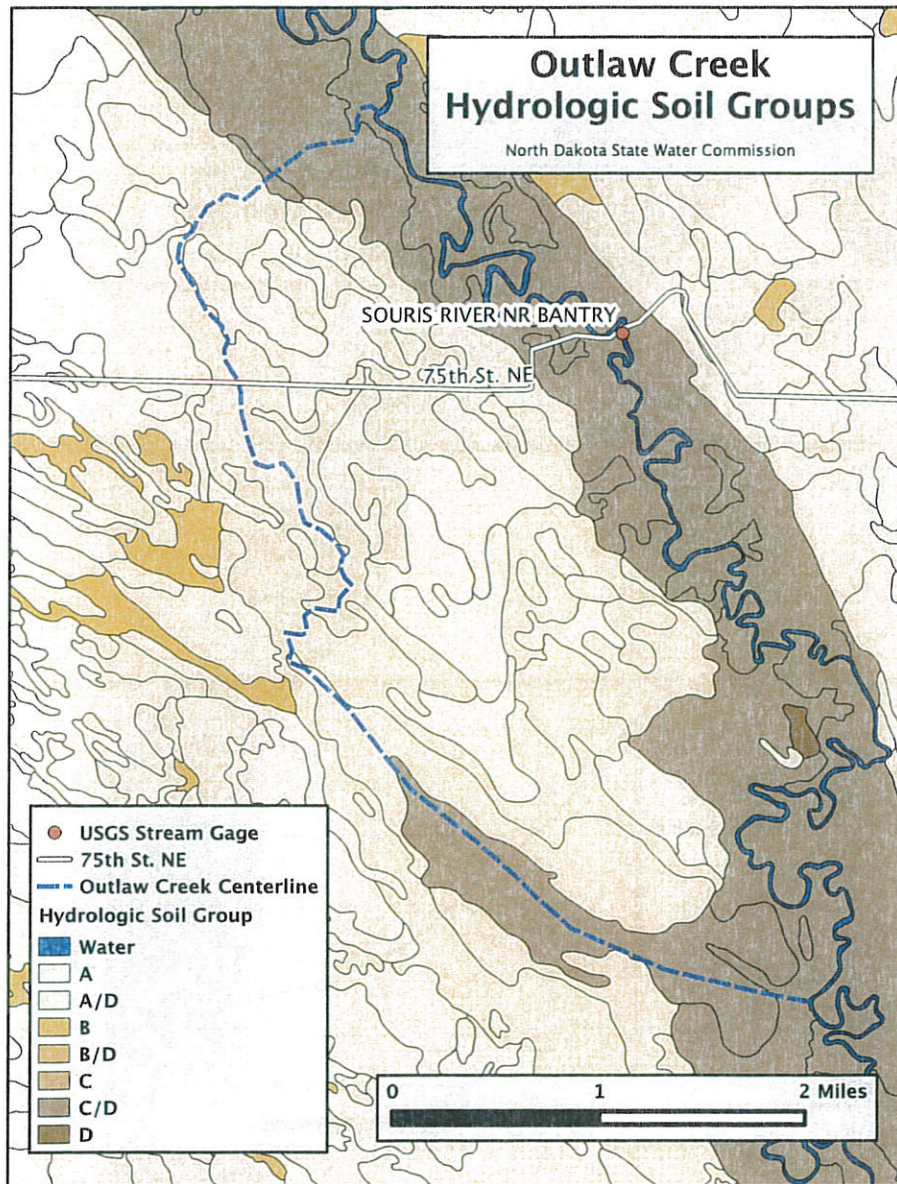 Outlaw Creek
Hydrologic Soil Groups
North Dakota State Water Commission
SOURIS RIVER NR BANTRY
75th St. NE
USGS Stream Gage
75th St. NE
Outlaw Creek Centerline
Hydrologic Soil Group
Water
A
A/D
B
B/D
C
C/D
D
0 1 2 Miles